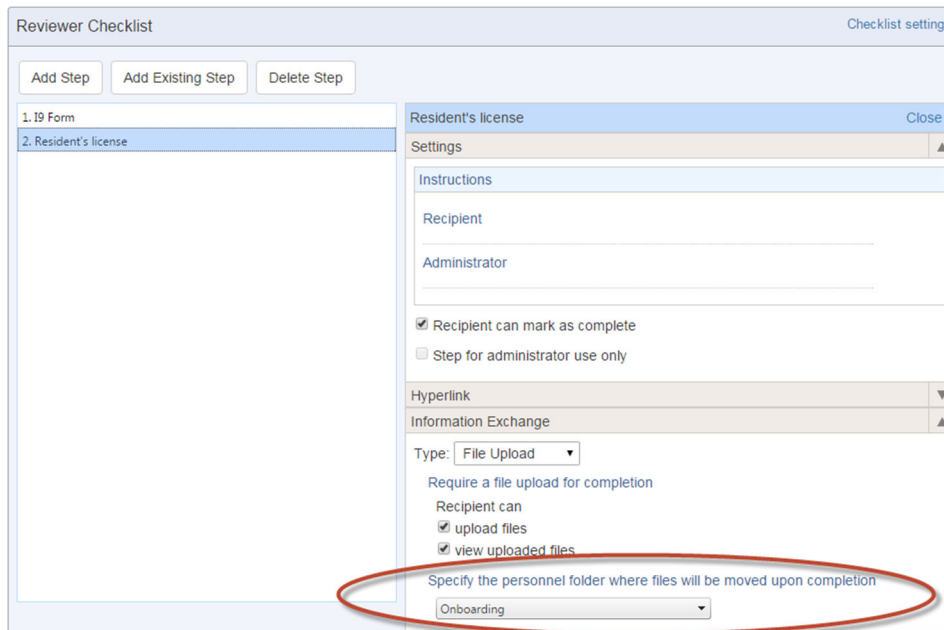 Reviewer Checklist
Checklist setting
Add Step
Add Existing Step
Delete Step
1. I9 Form
2. Resident's license
Resident's license
Close
Settings
Instructions
Recipient
Administrator
Recipient can mark as complete
Step for administrator use only
Hyperlink
Information Exchange
Type: File Upload
Require a file upload for completion
Recipient can
upload files
view uploaded files
Specify the personnel folder where files will be moved upon completion
Onboarding